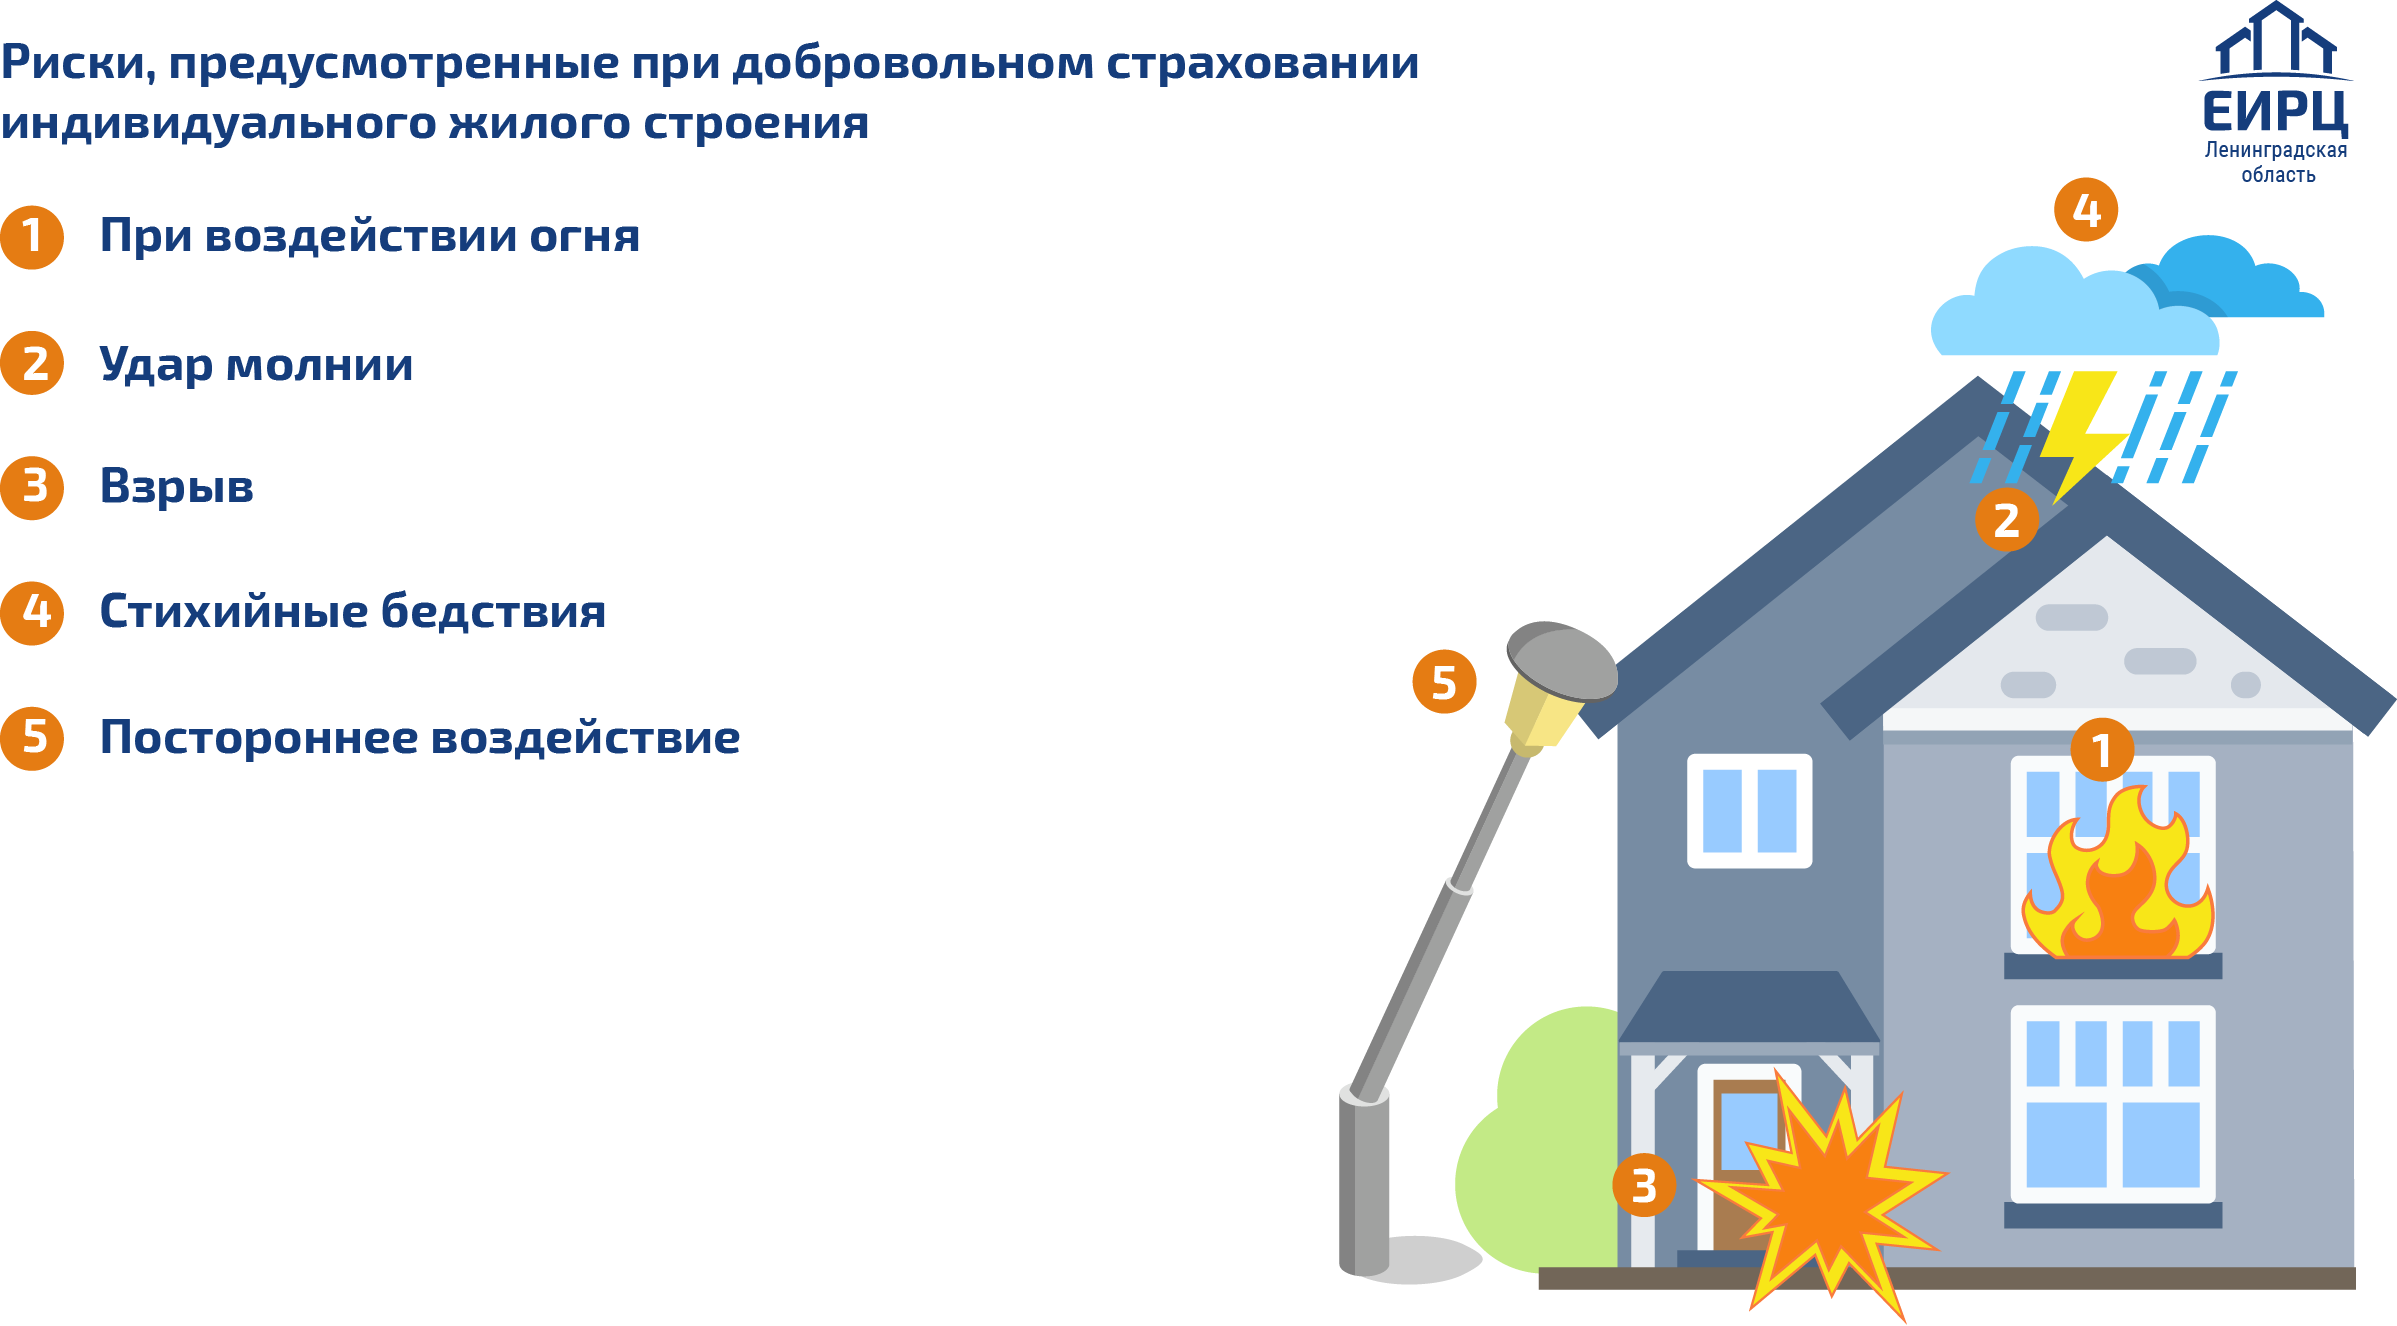 Риски, предусмотренные при добровольном страховании
индивидуального жилого строения
ЕИРЦ
Ленинградская
область
1 При воздействии огня
2 Удар молнии
3 Взрыв
4 Стихийные бедствия
5 Постороннее воздействие
4
2
5
1
3